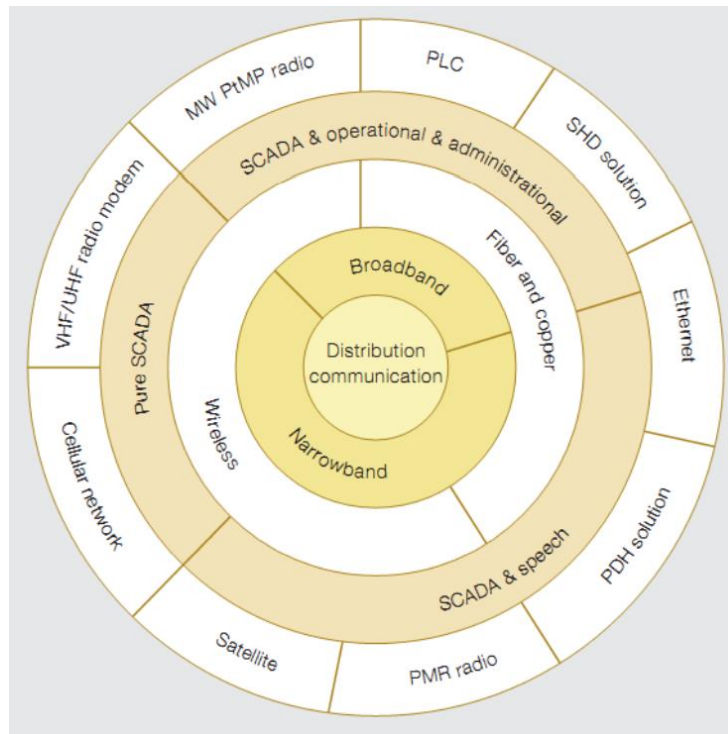 MW PtMP radio
PLC
SHD solution
Ethernet
PDH solution
PMR radio
Satellite
Cellular network
VHF/UHF radio modem
SCADA & operational & administrational
SCADA & speech
Pure SCADA
Fiber and copper
Wireless
Broadband
Narrowband
Distribution
communication